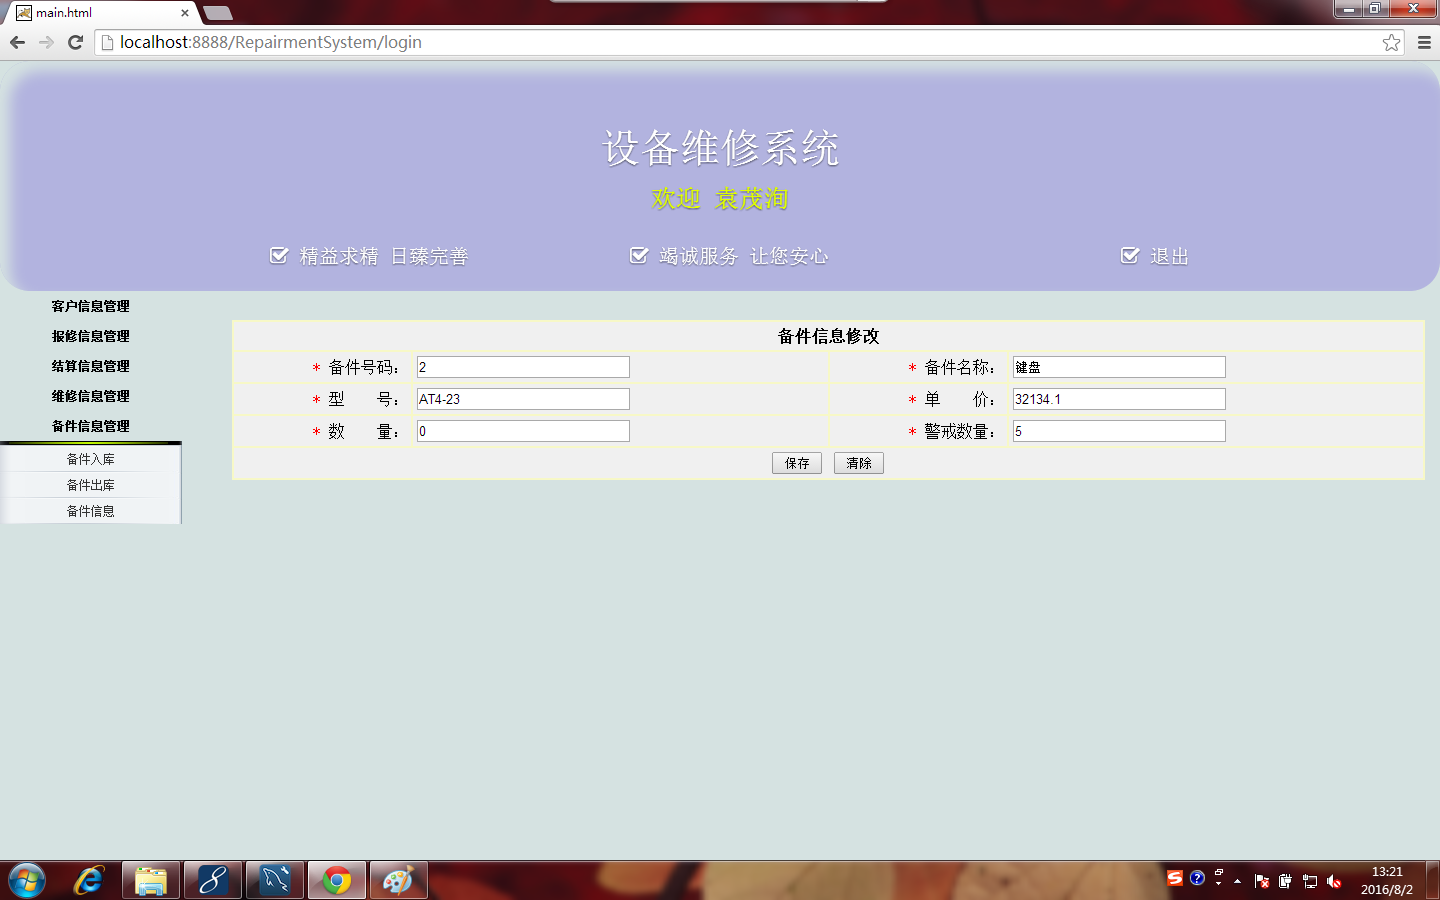 main.html
localhost:8888/RepairmentSystem/login
设备维修系统
欢迎 袁茂洵
精益求精 日臻完善 竭诚服务 让您安心 退出
客户信息管理
报修信息管理
结算信息管理
维修信息管理
备件信息管理
备件入库
备件出库
备件信息
备件信息修改
* 备件号码： 2 * 备件名称： 键盘
* 型 号： AT4-23 * 单 价： 32134.1
* 数 量： 0 * 警戒数量： 5
保存 清除
13:21
2016/8/2